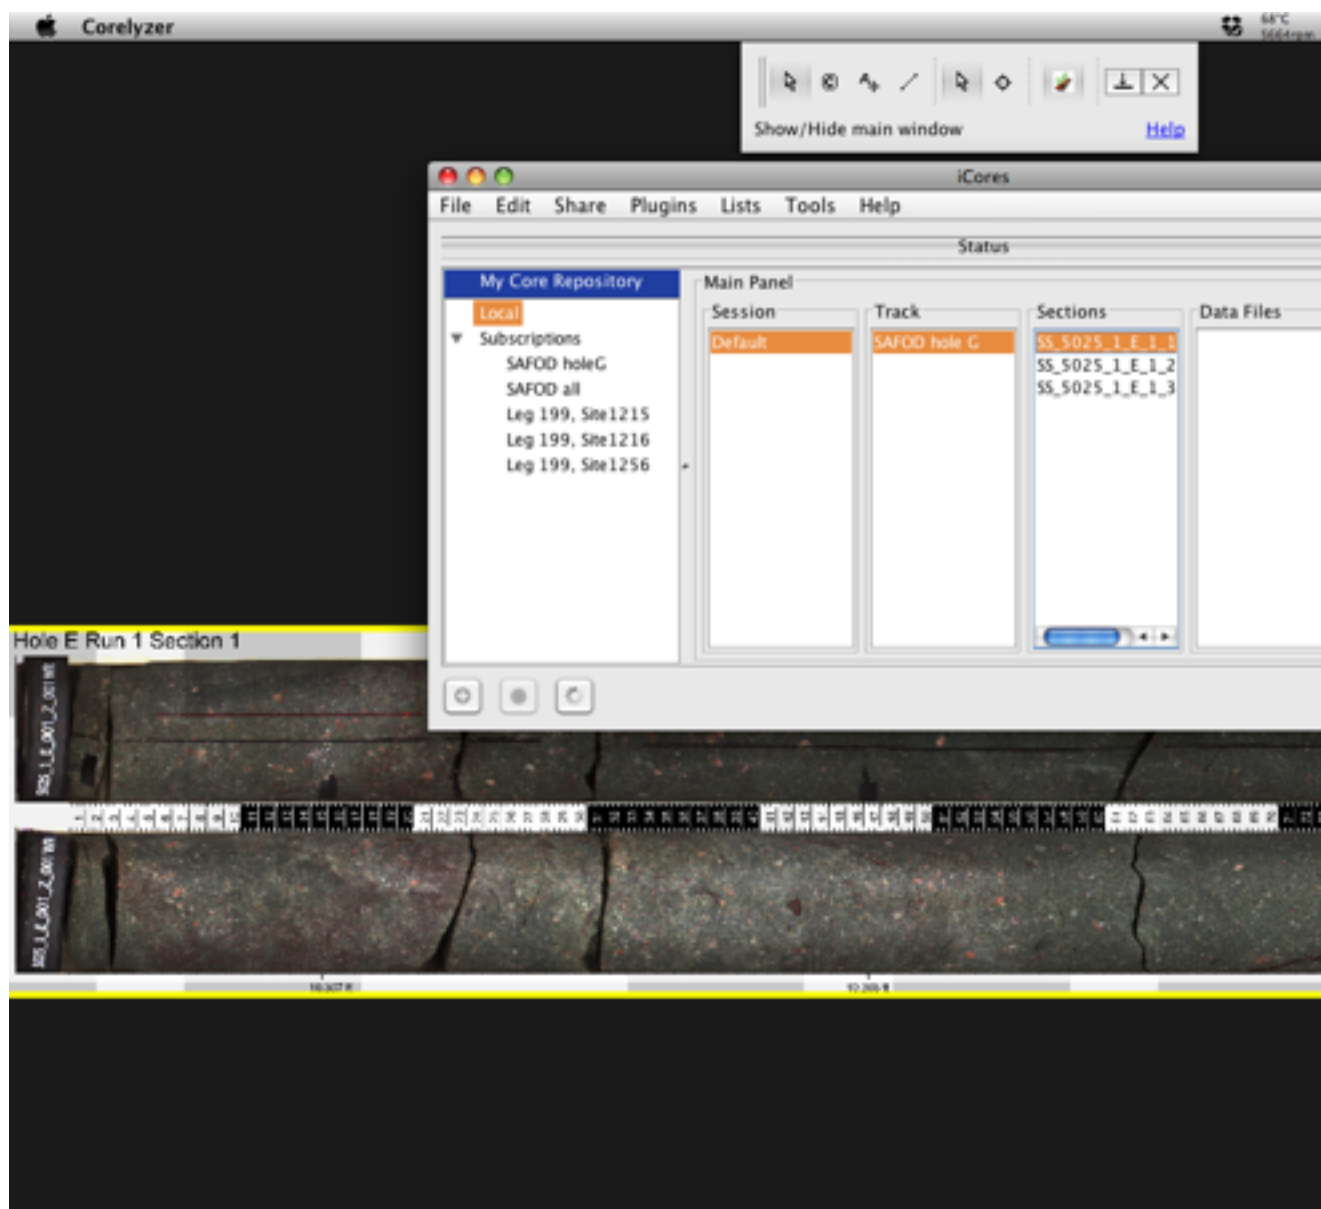 Corelyzer
68°C
5664rpm
Show/Hide main window
Help
iCores
File Edit Share Plugins Lists Tools Help
Status
My Core Repository
Main Panel
Local
Session Track Sections Data Files
Subscriptions
Default SAFOD hole G SS_5025_1_E_1_1
SAFOD holeG
SS_5025_1_E_1_2
SAFOD all
SS_5025_1_E_1_3
Leg 199, Site1215
Leg 199, Site1216
Leg 199, Site1256
Hole E Run 1 Section 1